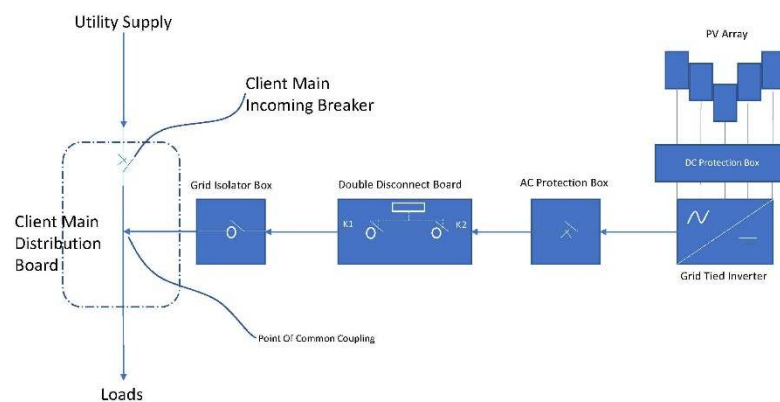 Utility Supply
PV Array
Client Main
Incoming Breaker
DC Protection Box
Grid Isolator Box
Double Disconnect Board
AC Protection Box
K1
K2
Client Main
Distribution
Board
Grid Tied Inverter
Point Of Common Coupling
Loads